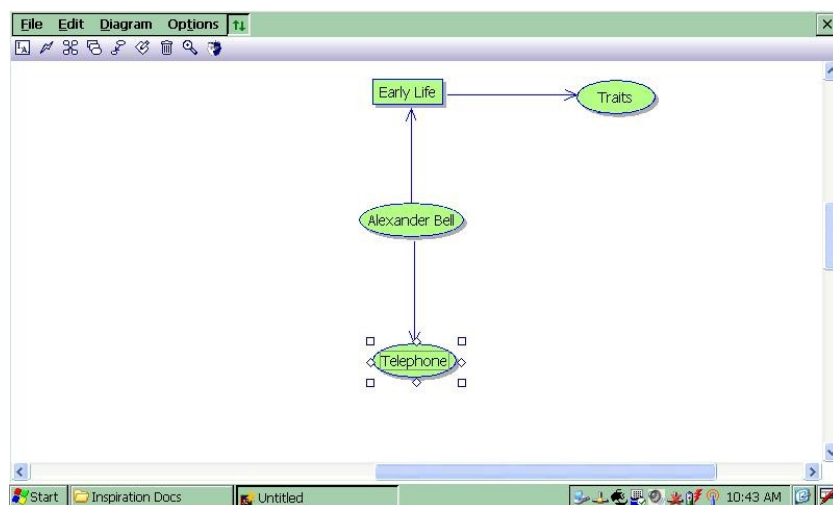 File Edit Diagram Options
Early Life
Traits
Alexander Bell
Telephone
Start Inspiration Docs Untitled 10:43 AM